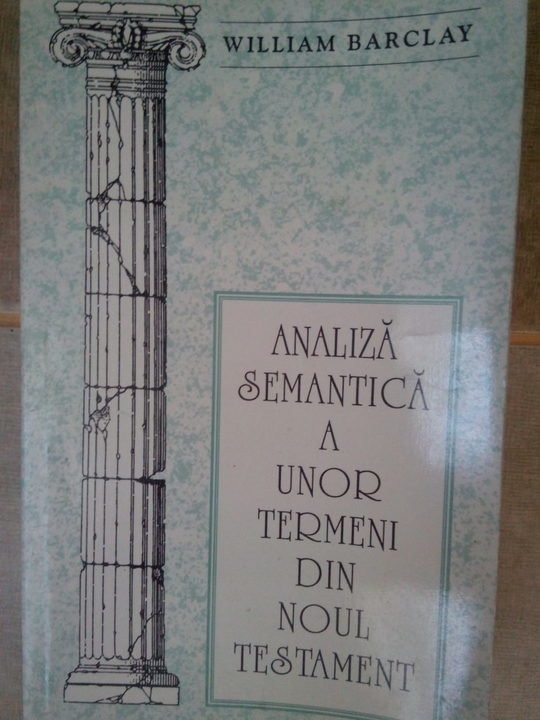 WILLIAM BARCLAY
ANALIZĂ
SEMANTICĂ
A
UNOR
TERMENI
DIN
NOUL
TESTAMENT